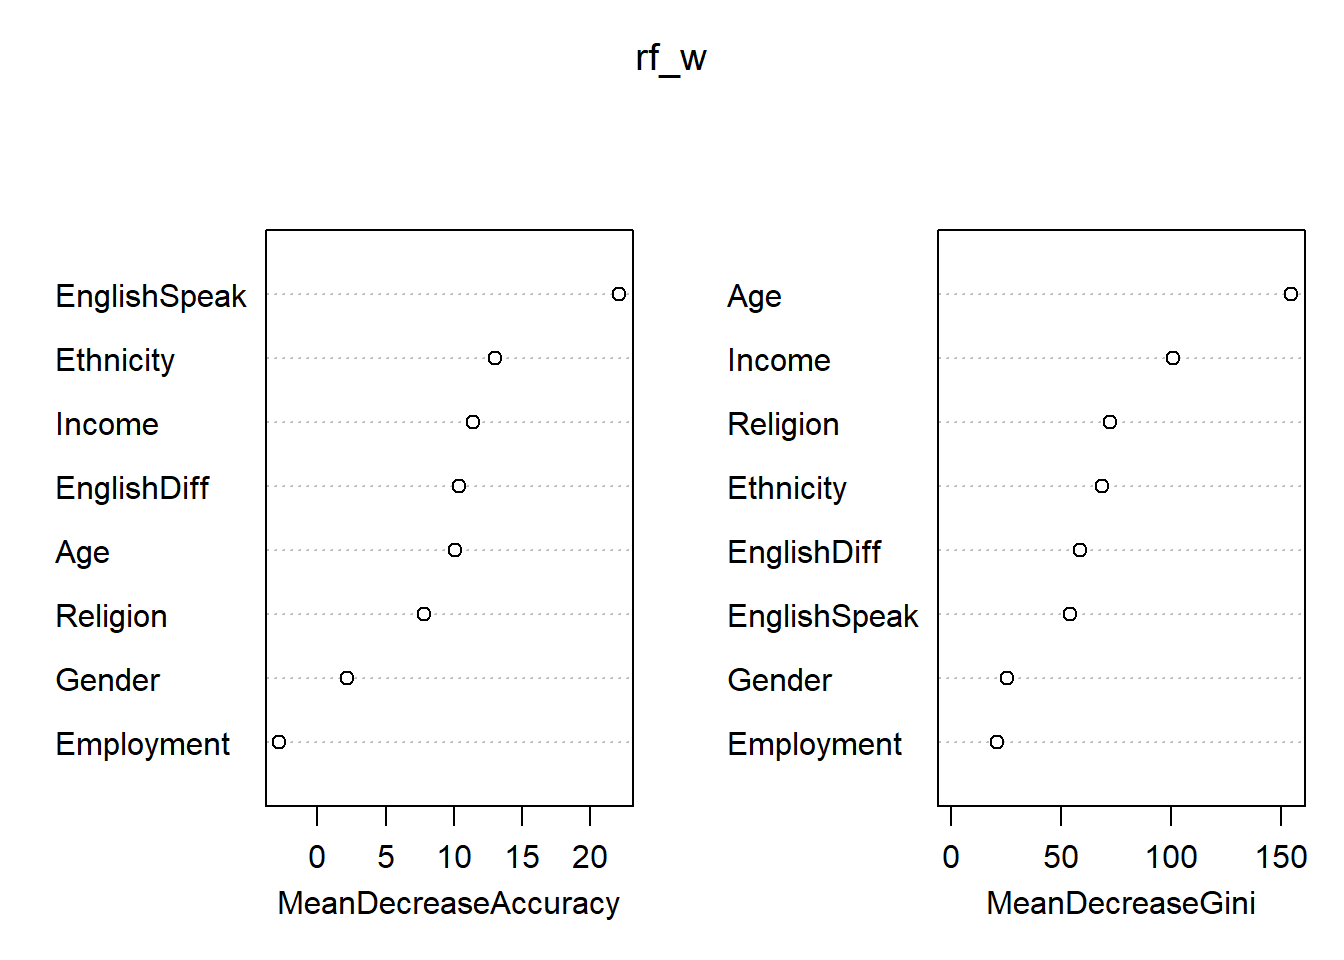 rf_w
EnglishSpeak
Ethnicity
Income
EnglishDiff
Age
Religion
Gender
Employment
0 5 10 15 20
MeanDecreaseAccuracy
Age
Income
Religion
Ethnicity
EnglishDiff
EnglishSpeak
Gender
Employment
0 50 100 150
MeanDecreaseGini